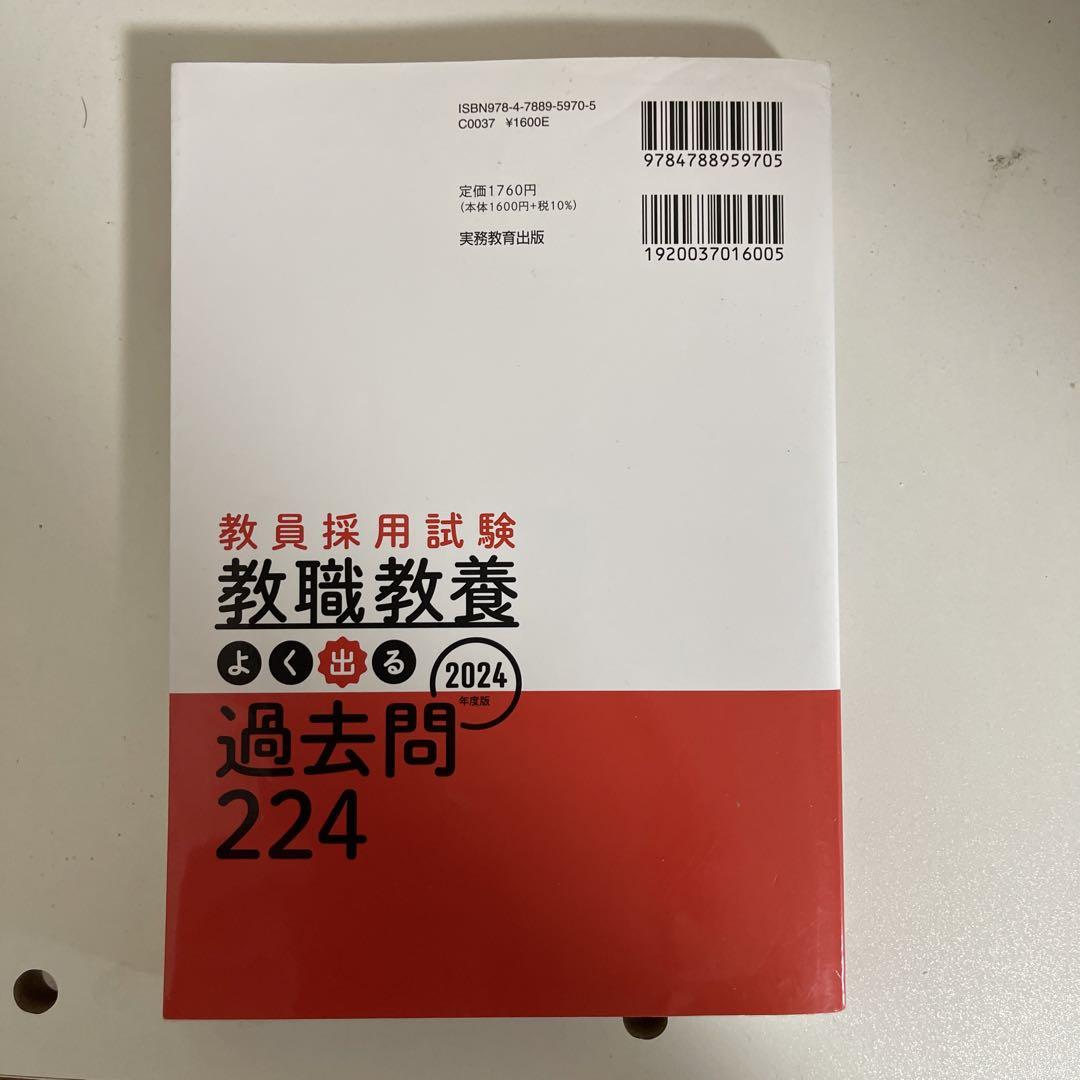 ISBN978-4-7889-5970-5
C0037 ¥1600E
9784788959705
定価1760円
(本体1600円+税10%)
実務教育出版
1920037016005
教員採用試験
教職教養
よく出る
2024
年度版
過去問
224